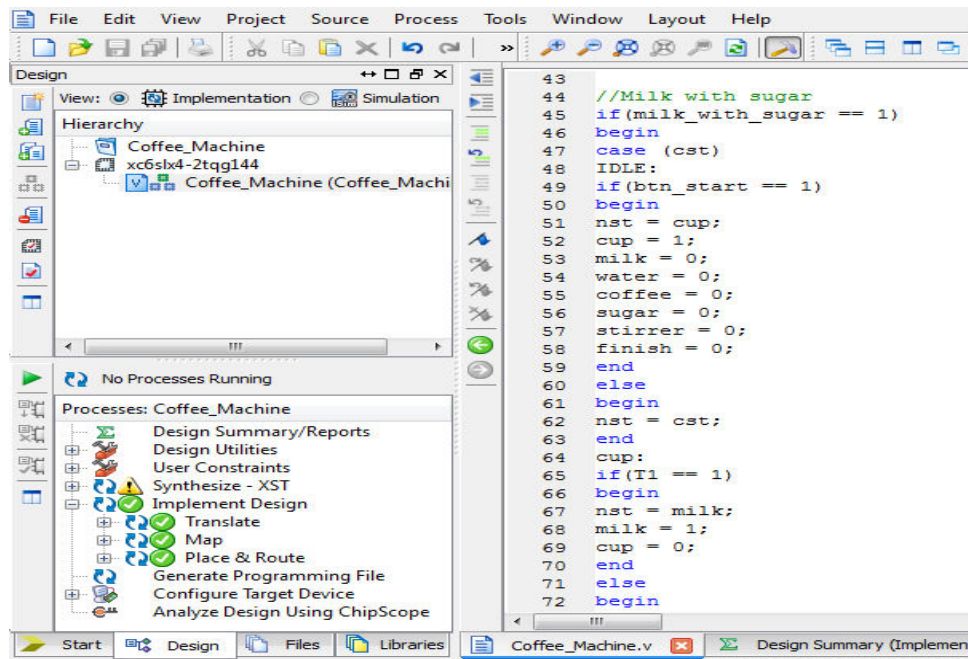 File Edit View Project Source Process Tools Window Layout Help
Design
View: Implementation Simulation
Hierarchy
Coffee_Machine
xc6slx4-2tqg144
Coffee_Machine (Coffee_Machi
No Processes Running
Processes: Coffee_Machine
Design Summary/Reports
Design Utilities
User Constraints
Synthesize - XST
Implement Design
Translate
Map
Place & Route
Generate Programming File
Configure Target Device
Analyze Design Using ChipScope
Start Design Files Libraries
43
44 //Milk with sugar
45 if(milk_with_sugar == 1)
46 begin
47 case (cst)
48 IDLE:
49 if(btn_start == 1)
50 begin
51 nst = cup;
52 cup = 1;
53 milk = 0;
54 water = 0;
55 coffee = 0;
56 sugar = 0;
57 stirrer = 0;
58 finish = 0;
59 end
60 else
61 begin
62 nst = cst;
63 end
64 cup:
65 if(T1 == 1)
66 begin
67 nst = milk;
68 milk = 1;
69 cup = 0;
70 end
71 else
72 begin
Coffee_Machine.v Design Summary (Implemen